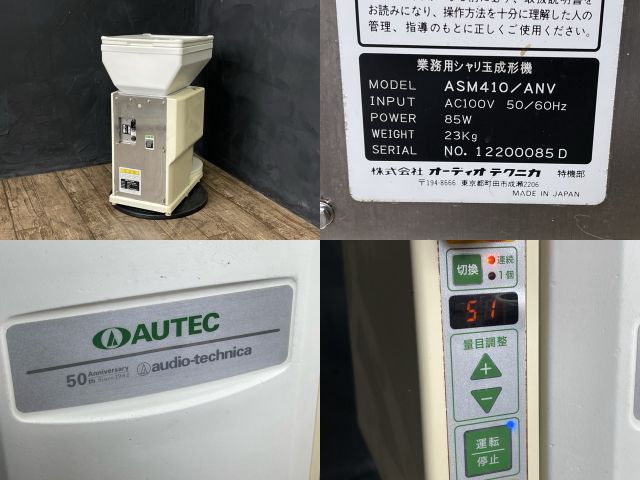 お読みになり、操作方法を十分に理解した人の
管理、指導のもとに正しくご使用ください。
業務用シャリ玉成形機
MODEL ASM410/ANV
INPUT AC100V 50/60Hz
POWER 85W
WEIGHT 23Kg
SERIAL NO. 12200085D
株式会社 オーディオテクニカ 特機部
〒194-8666 東京都町田市成瀬2206
MADE IN JAPAN
AUTEC
50th Anniversary Since1962 audio-technica
切換
連続
1個
51
量目調整
運転
停止